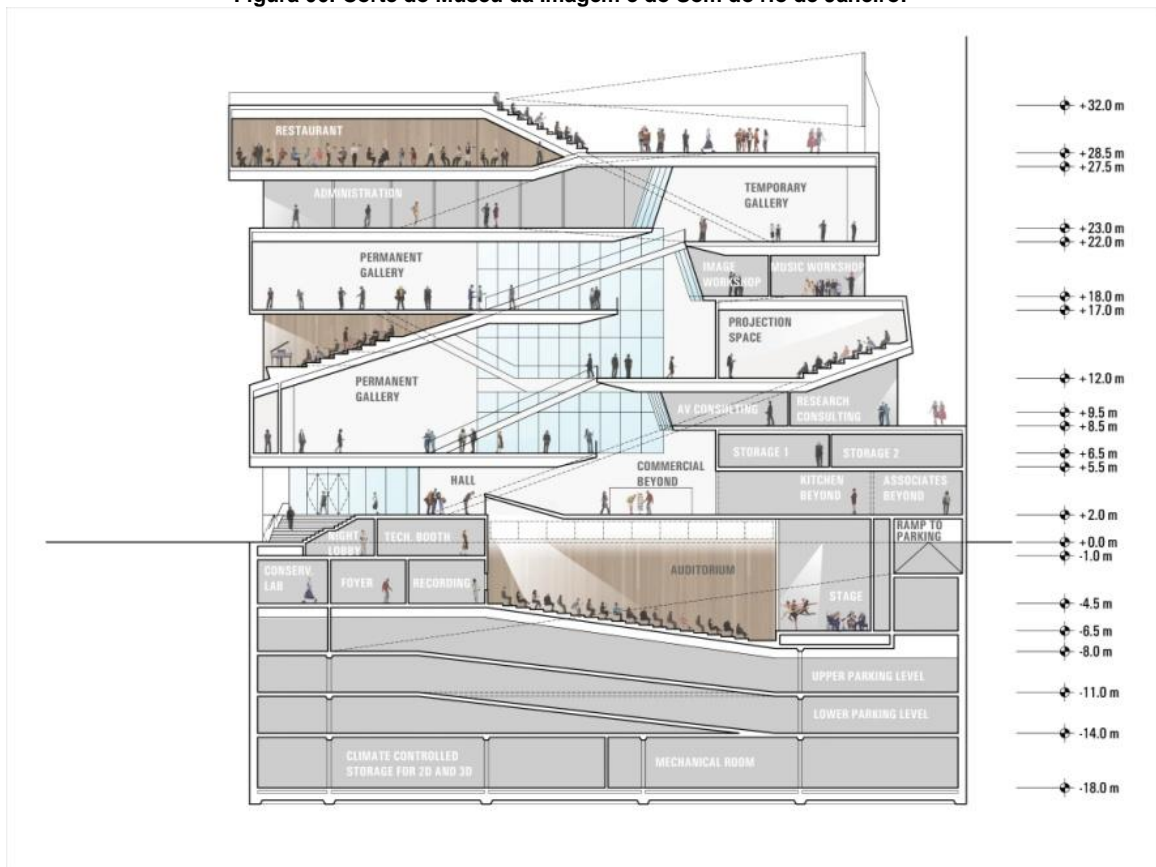 Figura 90. Corte do Museu da Imagem e do Som do Rio de Janeiro.
+32.0 m
RESTAURANT
+28.5 m
+27.5 m
ADMINISTRATION
TEMPORARY
GALLERY
+23.0 m
+22.0 m
PERMANENT
GALLERY
IMAGE
WORKSHOP
MUSIC WORKSHOP
+18.0 m
+17.0 m
PROJECTION
SPACE
PERMANENT
GALLERY
+12.0 m
AV CONSULTING
RESEARCH
CONSULTING
+9.5 m
+8.5 m
STORAGE 1
STORAGE 2
+6.5 m
+5.5 m
HALL
COMMERCIAL
BEYOND
KITCHEN
BEYOND
ASSOCIATES
BEYOND
+2.0 m
NIGHT
LOBBY
TECH. BOOTH
RAMP TO
PARKING
+0.0 m
-1.0 m
CONSERV.
LAB
FOYER
RECORDING
AUDITORIUM
STAGE
-4.5 m
-6.5 m
-8.0 m
UPPER PARKING LEVEL
-11.0 m
LOWER PARKING LEVEL
-14.0 m
CLIMATE CONTROLLED
STORAGE FOR 2D AND 3D
MECHANICAL ROOM
-18.0 m